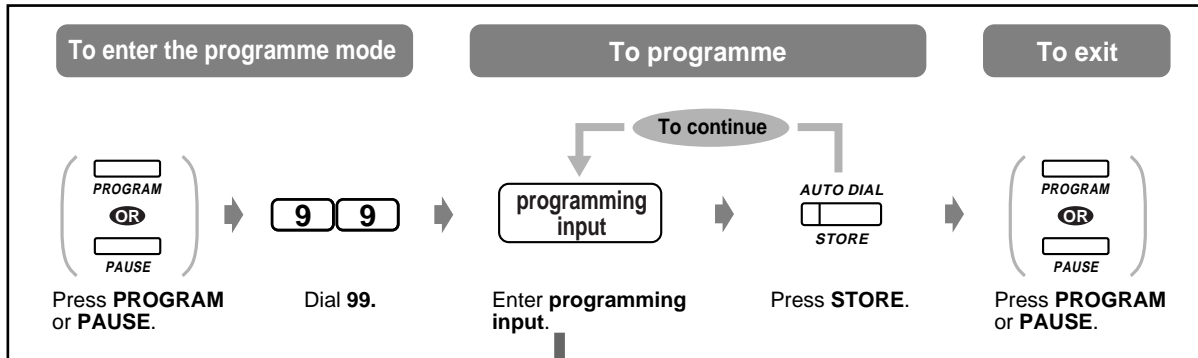 To enter the programme mode
To programme
To exit
To continue
PROGRAM
OR
PAUSE
9 9
programming
input
AUTO DIAL
STORE
PROGRAM
OR
PAUSE
Press PROGRAM
or PAUSE.
Dial 99.
Enter programming
input.
Press STORE.
Press PROGRAM
or PAUSE.